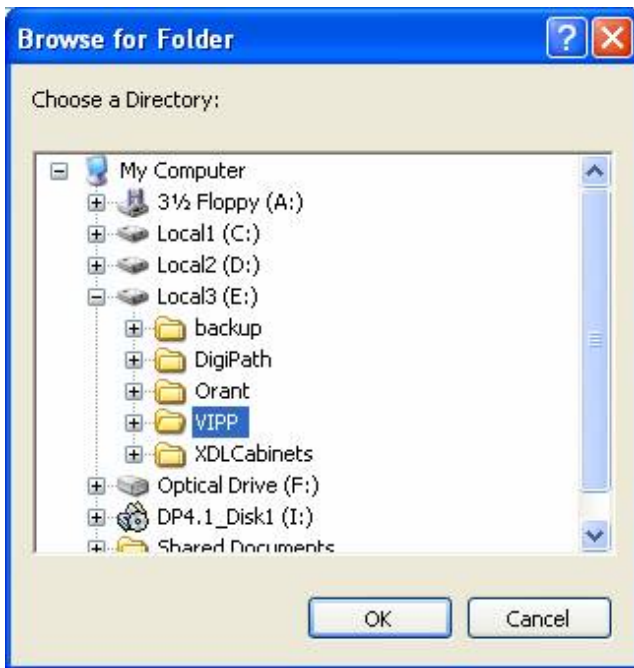 Browse for Folder
Choose a Directory:
My Computer
3½ Floppy (A:)
Local1 (C:)
Local2 (D:)
Local3 (E:)
backup
DigiPath
Orant
VIPP
XDLCabinets
Optical Drive (F:)
DP4.1_Disk1 (I:)
Shared Documents
OK Cancel